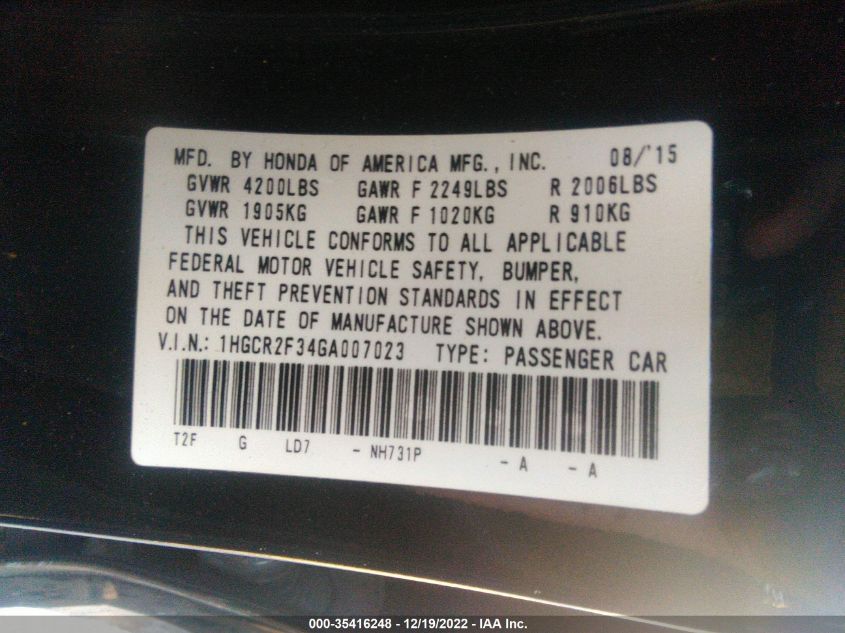 MFD. BY HONDA OF AMERICA MFG., INC. 08/'15
GVWR 4200LBS GAWR F 2249LBS R 2006LBS
GVWR 1905KG GAWR F 1020KG R 910KG
THIS VEHICLE CONFORMS TO ALL APPLICABLE
FEDERAL MOTOR VEHICLE SAFETY, BUMPER,
AND THEFT PREVENTION STANDARDS IN EFFECT
ON THE DATE OF MANUFACTURE SHOWN ABOVE.
V.I.N.: 1HGCR2F34GA007023 TYPE: PASSENGER CAR
T2F G LD7 - NH731P - A - A
000-35416248 - 12/19/2022 - IAA Inc.